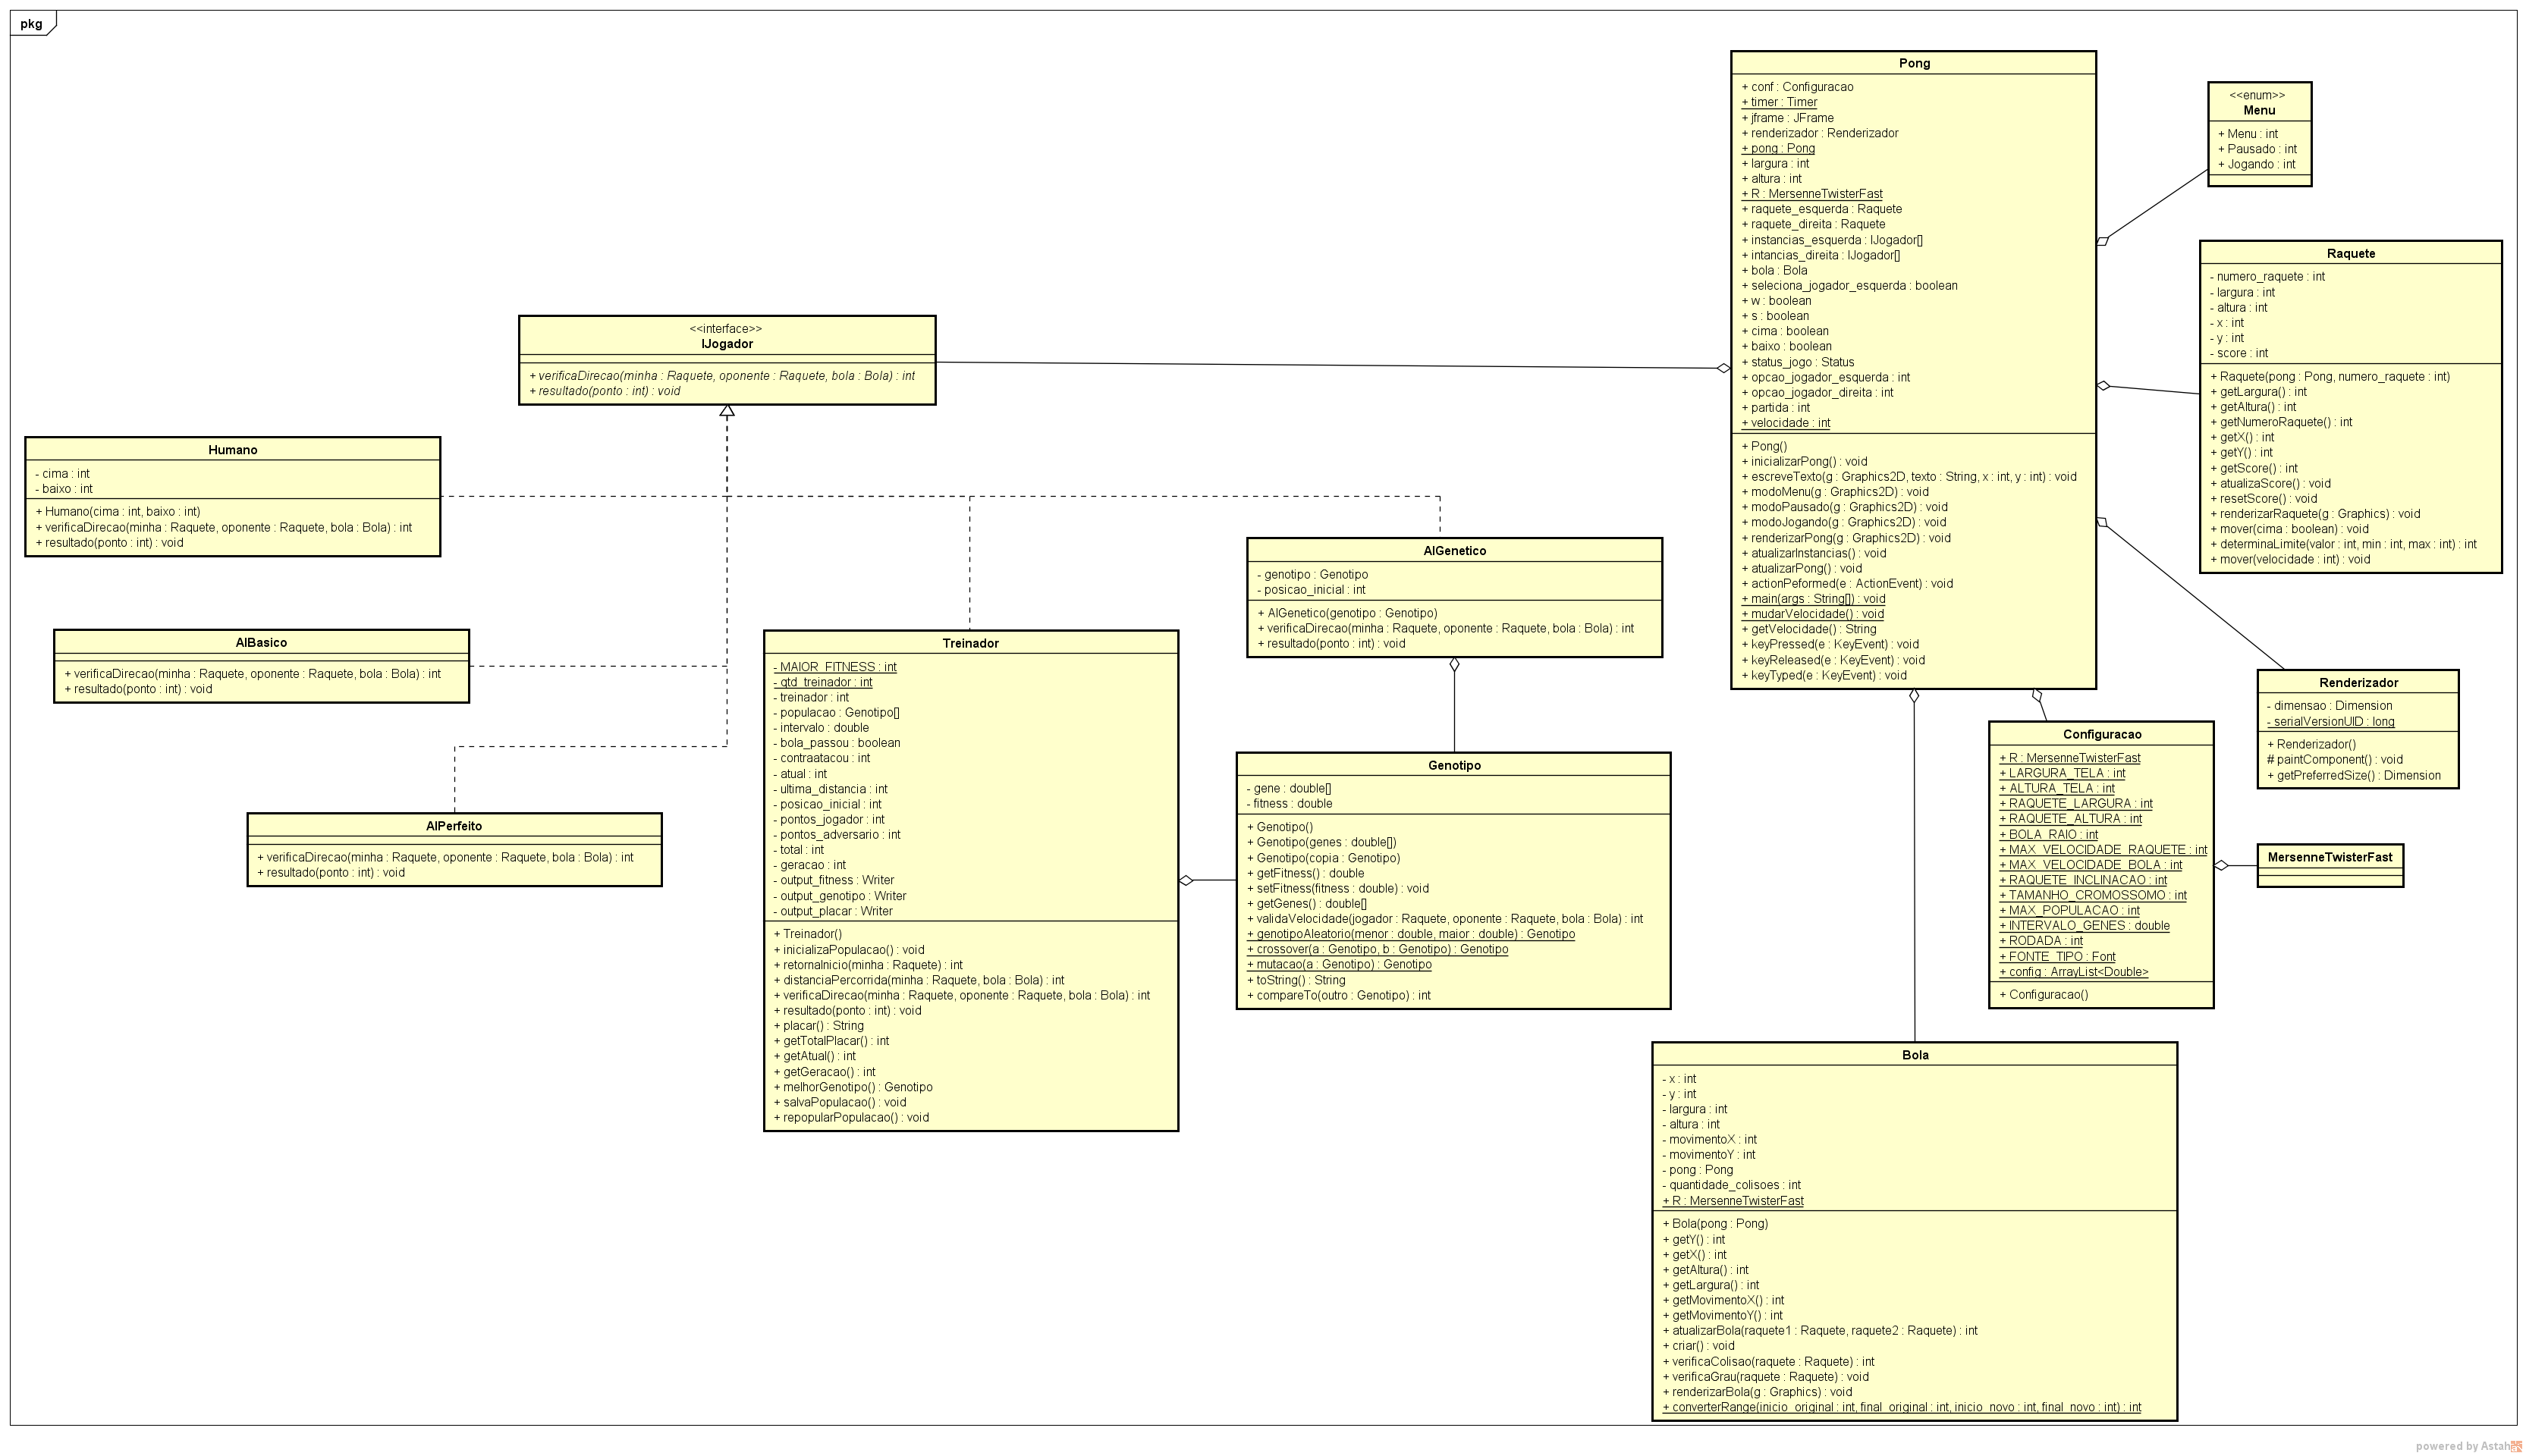 pkg
Pong
+ conf : Configuracao
+ timer : Timer
+ jframe : JFrame
+ renderizador : Renderizador
+ pong : Pong
+ largura : int
+ altura : int
+ R : MersenneTwisterFast
+ raquete_esquerda : Raquete
+ raquete_direita : Raquete
+ instancias_esquerda : IJogador[]
+ intancias_direita : IJogador[]
+ bola : Bola
+ seleciona_jogador_esquerda : boolean
+ w : boolean
+ s : boolean
+ cima : boolean
+ baixo : boolean
+ status_jogo : Status
+ opcao_jogador_esquerda : int
+ opcao_jogador_direita : int
+ partida : int
+ velocidade : int
+ Pong()
+ inicializarPong() : void
+ escreveTexto(g : Graphics2D, texto : String, x : int, y : int) : void
+ modoMenu(g : Graphics2D) : void
+ modoPausado(g : Graphics2D) : void
+ modoJogando(g : Graphics2D) : void
+ renderizarPong(g : Graphics2D) : void
+ atualizarInstancias() : void
+ atualizarPong() : void
+ actionPeformed(e : ActionEvent) : void
+ main(args : String[]) : void
+ mudarVelocidade() : void
+ getVelocidade() : String
+ keyPressed(e : KeyEvent) : void
+ keyReleased(e : KeyEvent) : void
+ keyTyped(e : KeyEvent) : void
<<enum>>
Menu
+ Menu : int
+ Pausado : int
+ Jogando : int
Raquete
- numero_raquete : int
- largura : int
- altura : int
- x : int
- y : int
- score : int
+ Raquete(pong : Pong, numero_raquete : int)
+ getLargura() : int
+ getAltura() : int
+ getNumeroRaquete() : int
+ getX() : int
+ getY() : int
+ getScore() : int
+ atualizaScore() : void
+ resetScore() : void
+ renderizarRaquete(g : Graphics) : void
+ mover(cima : boolean) : void
+ determinaLimite(valor : int, min : int, max : int) : int
+ mover(velocidade : int) : void
<<interface>>
IJogador
+ verificaDirecao(minha : Raquete, oponente : Raquete, bola : Bola) : int
+ resultado(ponto : int) : void
Humano
- cima : int
- baixo : int
+ Humano(cima : int, baixo : int)
+ verificaDirecao(minha : Raquete, oponente : Raquete, bola : Bola) : int
+ resultado(ponto : int) : void
AIBasico
+ verificaDirecao(minha : Raquete, oponente : Raquete, bola : Bola) : int
+ resultado(ponto : int) : void
AIPerfeito
+ verificaDirecao(minha : Raquete, oponente : Raquete, bola : Bola) : int
+ resultado(ponto : int) : void
Treinador
- MAIOR_FITNESS : int
- qtd_treinador : int
- treinador : int
- populacao : Genotipo[]
- intervalo : double
- bola_passou : boolean
- contraatacou : int
- atual : int
- ultima_distancia : int
- posicao_inicial : int
- pontos_jogador : int
- pontos_adversario : int
- total : int
- geracao : int
- output_fitness : Writer
- output_genotipo : Writer
- output_placar : Writer
+ Treinador()
+ inicializaPopulacao() : void
+ retornaInicio(minha : Raquete) : int
+ distanciaPercorrida(minha : Raquete, bola : Bola) : int
+ verificaDirecao(minha : Raquete, oponente : Raquete, bola : Bola) : int
+ resultado(ponto : int) : void
+ placar() : String
+ getTotalPlacar() : int
+ getAtual() : int
+ getGeracao() : int
+ melhorGenotipo() : Genotipo
+ salvaPopulacao() : void
+ repopularPopulacao() : void
AIGenetico
- genotipo : Genotipo
- posicao_inicial : int
+ AIGenetico(genotipo : Genotipo)
+ verificaDirecao(minha : Raquete, oponente : Raquete, bola : Bola) : int
+ resultado(ponto : int) : void
Genotipo
- gene : double[]
- fitness : double
+ Genotipo()
+ Genotipo(genes : double[])
+ Genotipo(copia : Genotipo)
+ getFitness() : double
+ setFitness(fitness : double) : void
+ getGenes() : double[]
+ validaVelocidade(jogador : Raquete, oponente : Raquete, bola : Bola) : int
+ genotipoAleatorio(menor : double, maior : double) : Genotipo
+ crossover(a : Genotipo, b : Genotipo) : Genotipo
+ mutacao(a : Genotipo) : Genotipo
+ toString() : String
+ compareTo(outro : Genotipo) : int
Renderizador
- dimensao : Dimension
- serialVersionUID : long
+ Renderizador()
# paintComponent() : void
+ getPreferredSize() : Dimension
Configuracao
+ R : MersenneTwisterFast
+ LARGURA_TELA : int
+ ALTURA_TELA : int
+ RAQUETE_LARGURA : int
+ RAQUETE_ALTURA : int
+ BOLA_RAIO : int
+ MAX_VELOCIDADE_RAQUETE : int
+ MAX_VELOCIDADE_BOLA : int
+ RAQUETE_INCLINACAO : int
+ TAMANHO_CROMOSSOMO : int
+ MAX_POPULACAO : int
+ INTERVALO_GENES : double
+ RODADA : int
+ FONTE_TIPO : Font
+ config : ArrayList<Double>
+ Configuracao()
MersenneTwisterFast
Bola
- x : int
- y : int
- largura : int
- altura : int
- movimentoX : int
- movimentoY : int
- pong : Pong
- quantidade_colisoes : int
+ R : MersenneTwisterFast
+ Bola(pong : Pong)
+ getY() : int
+ getX() : int
+ getAltura() : int
+ getLargura() : int
+ getMovimentoX() : int
+ getMovimentoY() : int
+ atualizarBola(raquete1 : Raquete, raquete2 : Raquete) : int
+ criar() : void
+ verificaColisao(raquete : Raquete) : int
+ verificaGrau(raquete : Raquete) : void
+ renderizarBola(g : Graphics) : void
+ converterRange(inicio_original : int, final_original : int, inicio_novo : int, final_novo : int) : int
powered by Astah